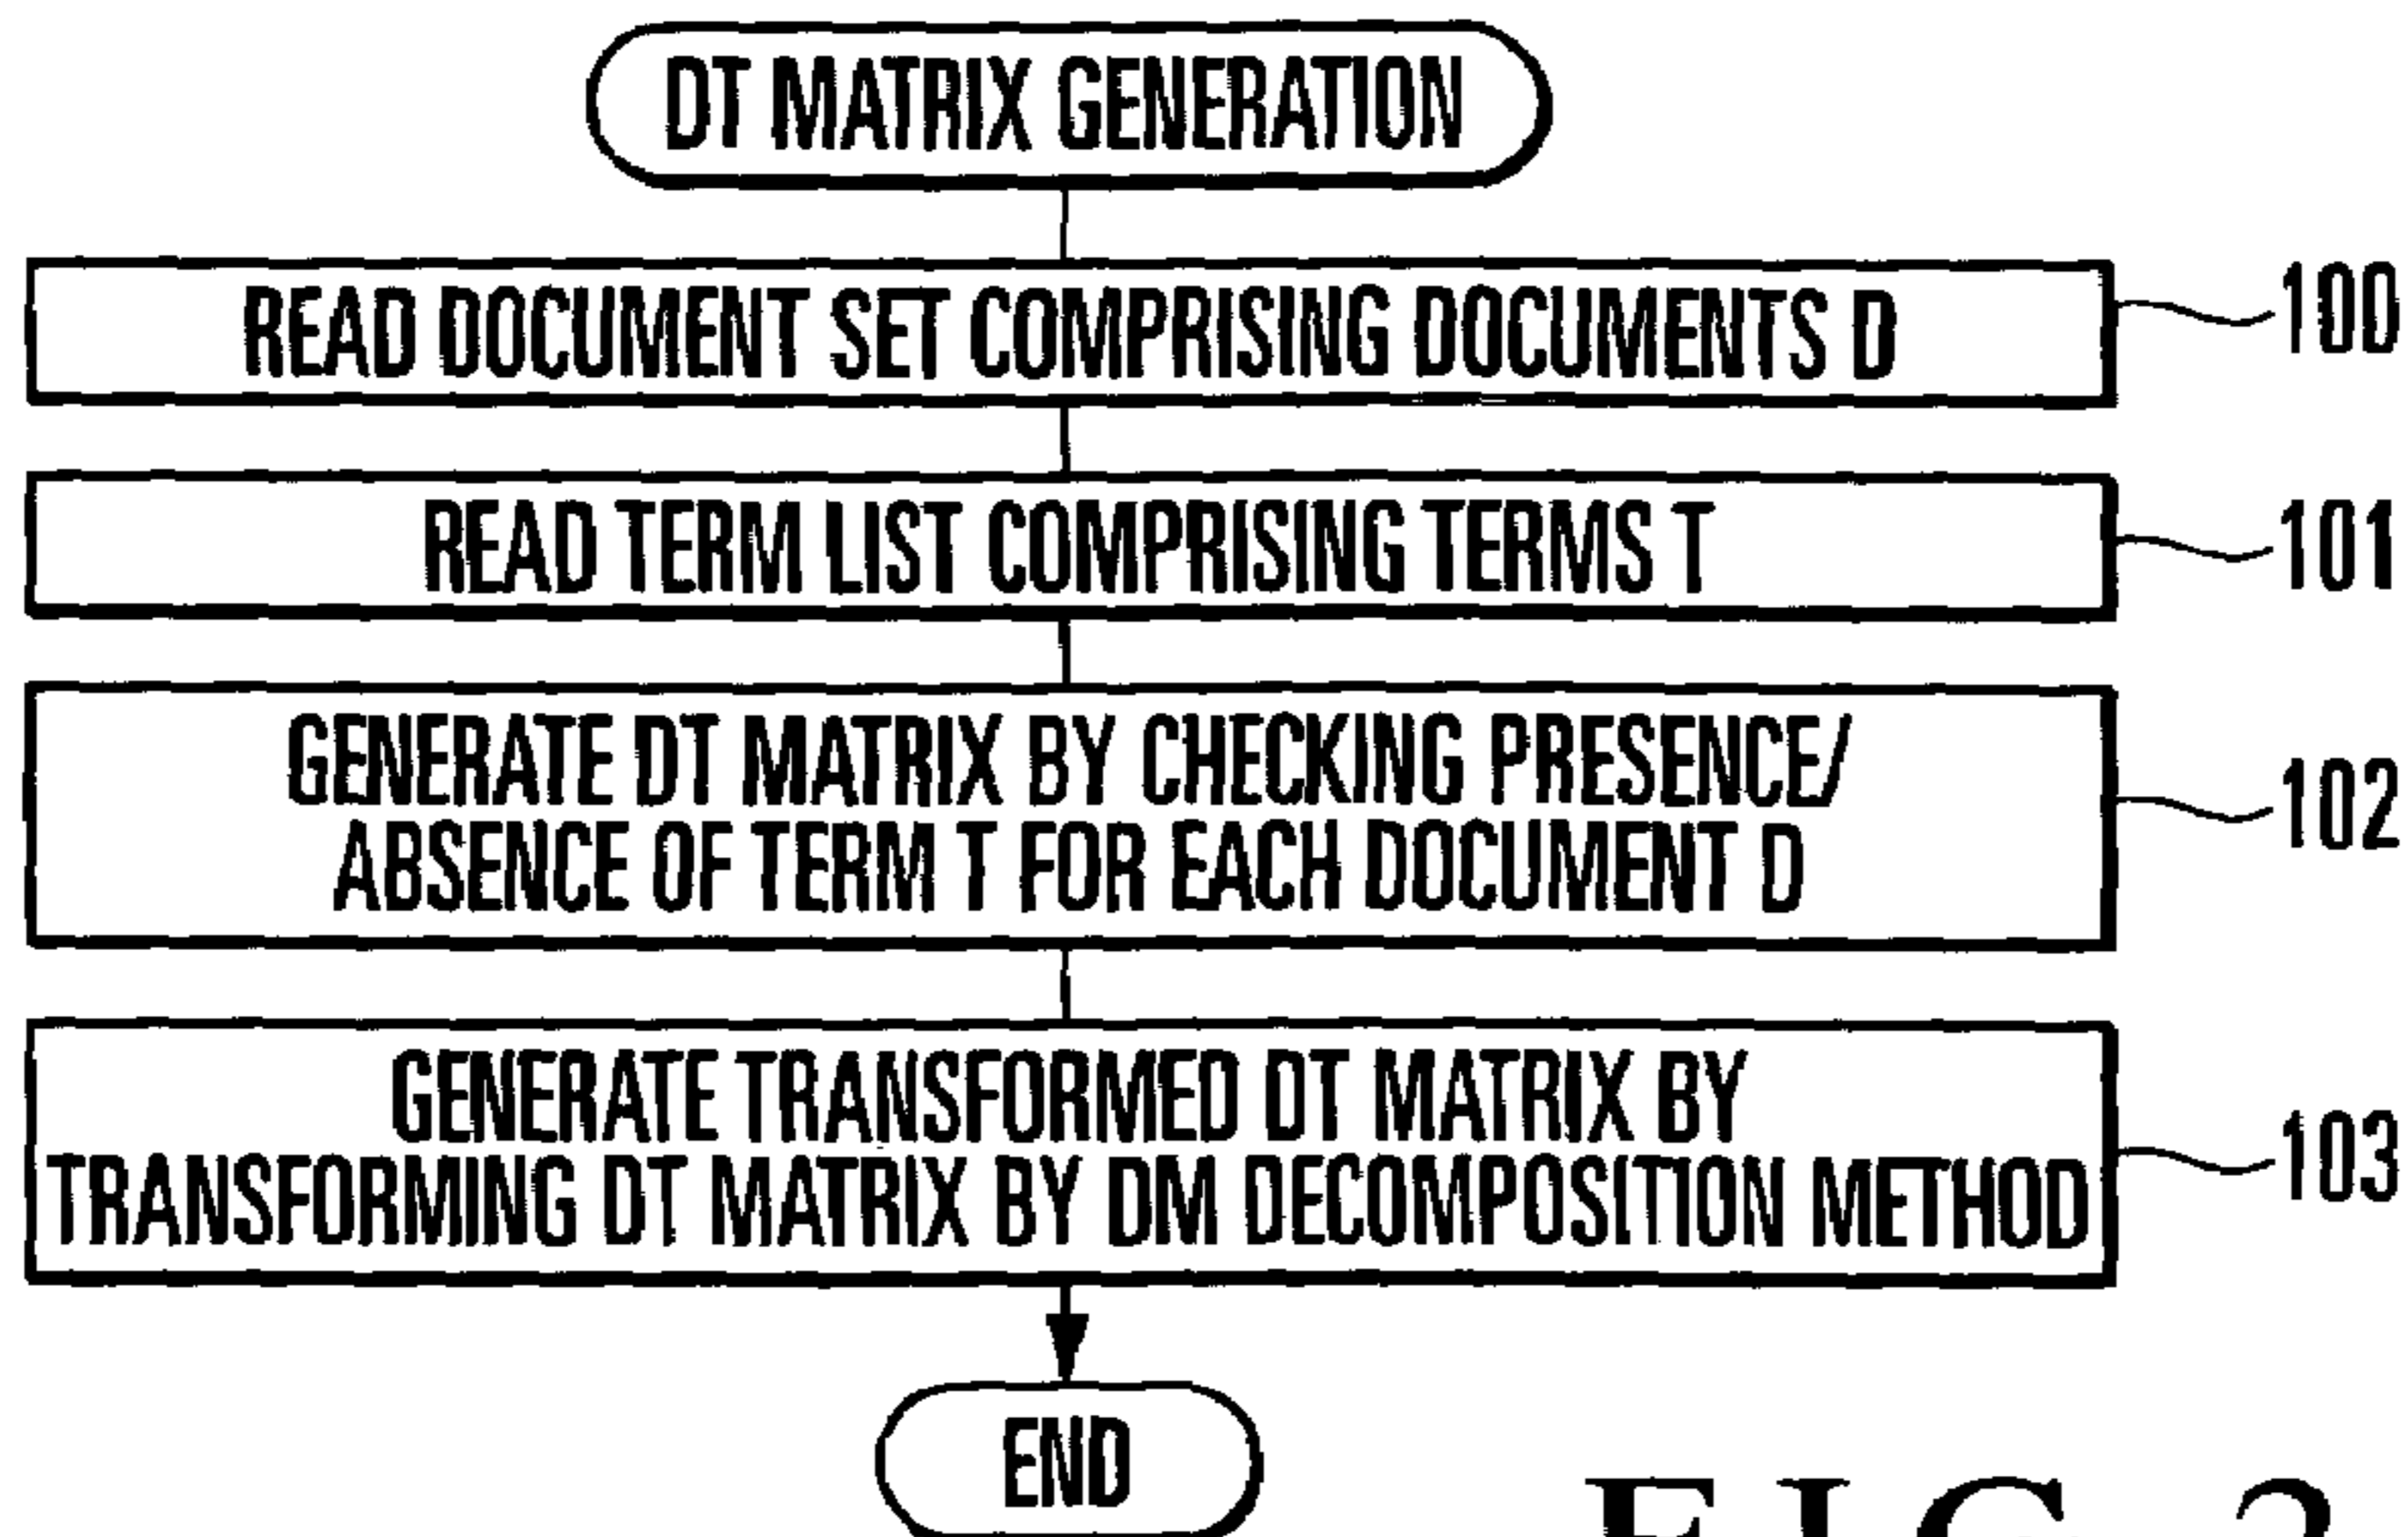 DT MATRIX GENERATION
READ DOCUMENT SET COMPRISING DOCUMENTS D
100
READ TERM LIST COMPRISING TERMS T
101
GENERATE DT MATRIX BY CHECKING PRESENCE/
ABSENCE OF TERM T FOR EACH DOCUMENT D
102
GENERATE TRANSFORMED DT MATRIX BY
TRANSFORMING DT MATRIX BY DM DECOMPOSITION METHOD
103
END
FIG